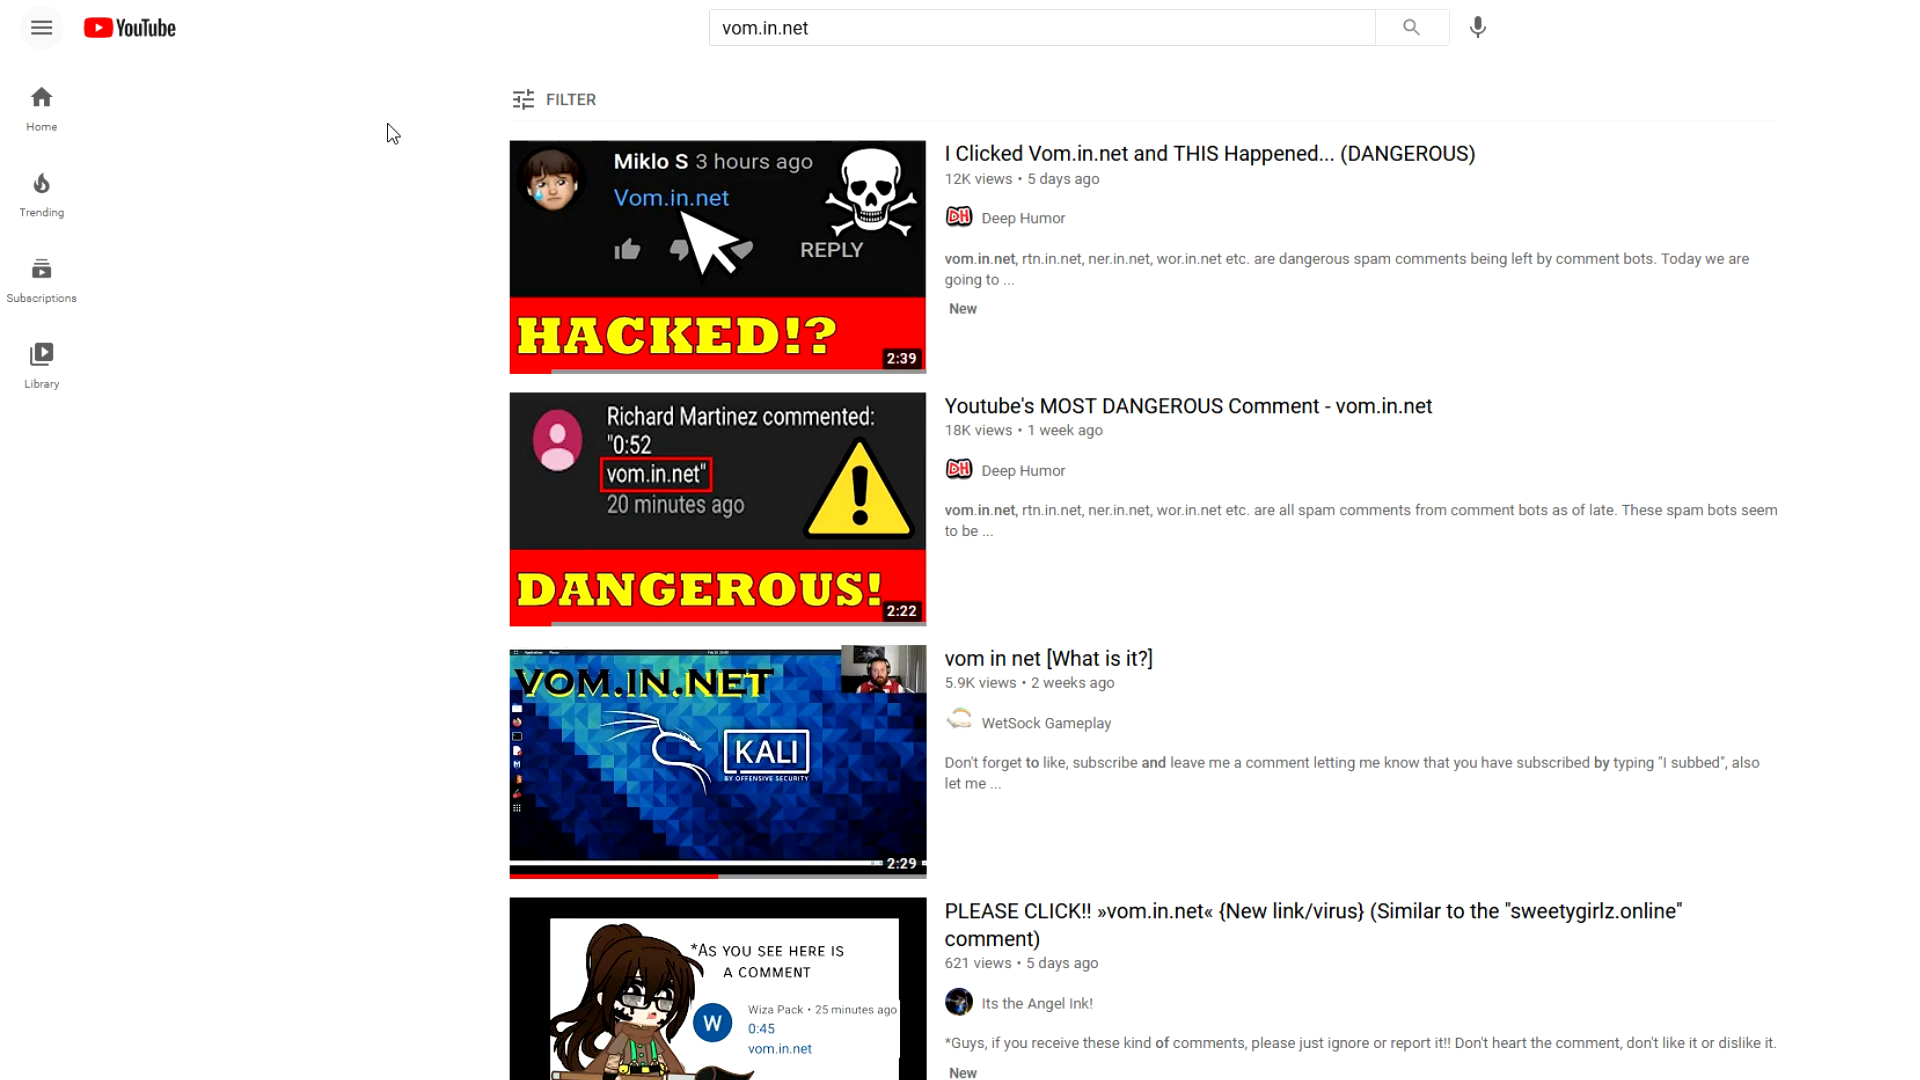 YouTube
vom.in.net
Home
Trending
Subscriptions
Library
FILTER
Miklo S 3 hours ago
Vom.in.net
REPLY
HACKED!?
2:39
I Clicked Vom.in.net and THIS Happened... (DANGEROUS)
12K views • 5 days ago
DH Deep Humor
vom.in.net, rtn.in.net, ner.in.net, wor.in.net etc. are dangerous spam comments being left by comment bots. Today we are
going to ...
New
Richard Martinez commented:
"0:52
vom.in.net"
20 minutes ago
DANGEROUS!
2:22
Youtube's MOST DANGEROUS Comment - vom.in.net
18K views • 1 week ago
DH Deep Humor
vom.in.net, rtn.in.net, ner.in.net, wor.in.net etc. are all spam comments from comment bots as of late. These spam bots seem
to be ...
VOM.IN.NET
KALI
BY OFFENSIVE SECURITY
2:29
vom in net [What is it?]
5.9K views • 2 weeks ago
WetSock Gameplay
Don't forget to like, subscribe and leave me a comment letting me know that you have subscribed by typing "I subbed", also
let me ...
*AS YOU SEE HERE IS
A COMMENT
W
Wiza Pack • 25 minutes ago
0:45
vom.in.net
PLEASE CLICK!! »vom.in.net« {New link/virus} (Similar to the "sweetygirlz.online"
comment)
621 views • 5 days ago
Its the Angel Ink!
*Guys, if you receive these kind of comments, please just ignore or report it!! Don't heart the comment, don't like it or dislike it.
New